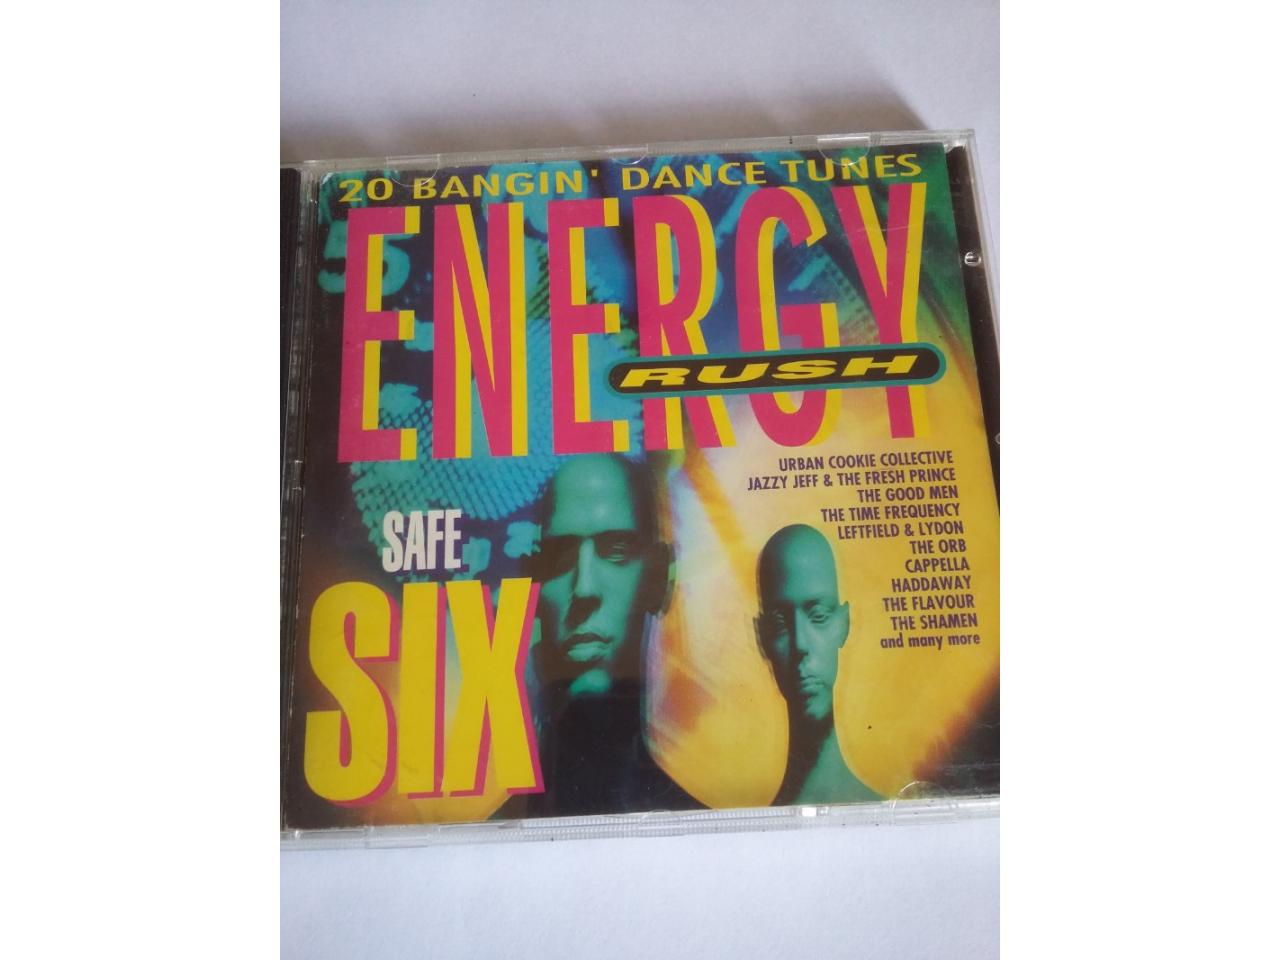 20 BANGIN' DANCE TUNES
ENERGY
RUSH
URBAN COOKIE COLLECTIVE
JAZZY JEFF & THE FRESH PRINCE
THE GOOD MEN
THE TIME FREQUENCY
LEFTFIELD & LYDON
THE ORB
CAPPELLA
HADDAWAY
THE FLAVOUR
THE SHAMEN
and many more
SAFE
SIX